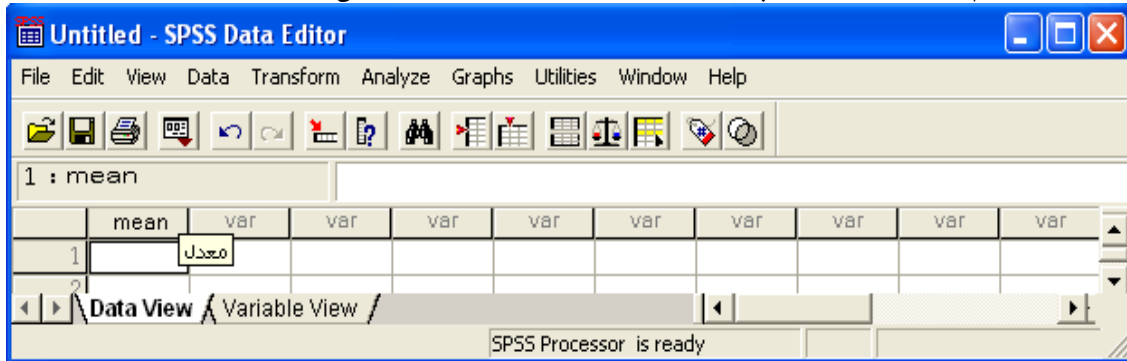 Untitled - SPSS Data Editor
File Edit View Data Transform Analyze Graphs Utilities Window Help
1 : mean
mean var var var var var var var var var
1
معدل
2
Data View Variable View
SPSS Processor is ready